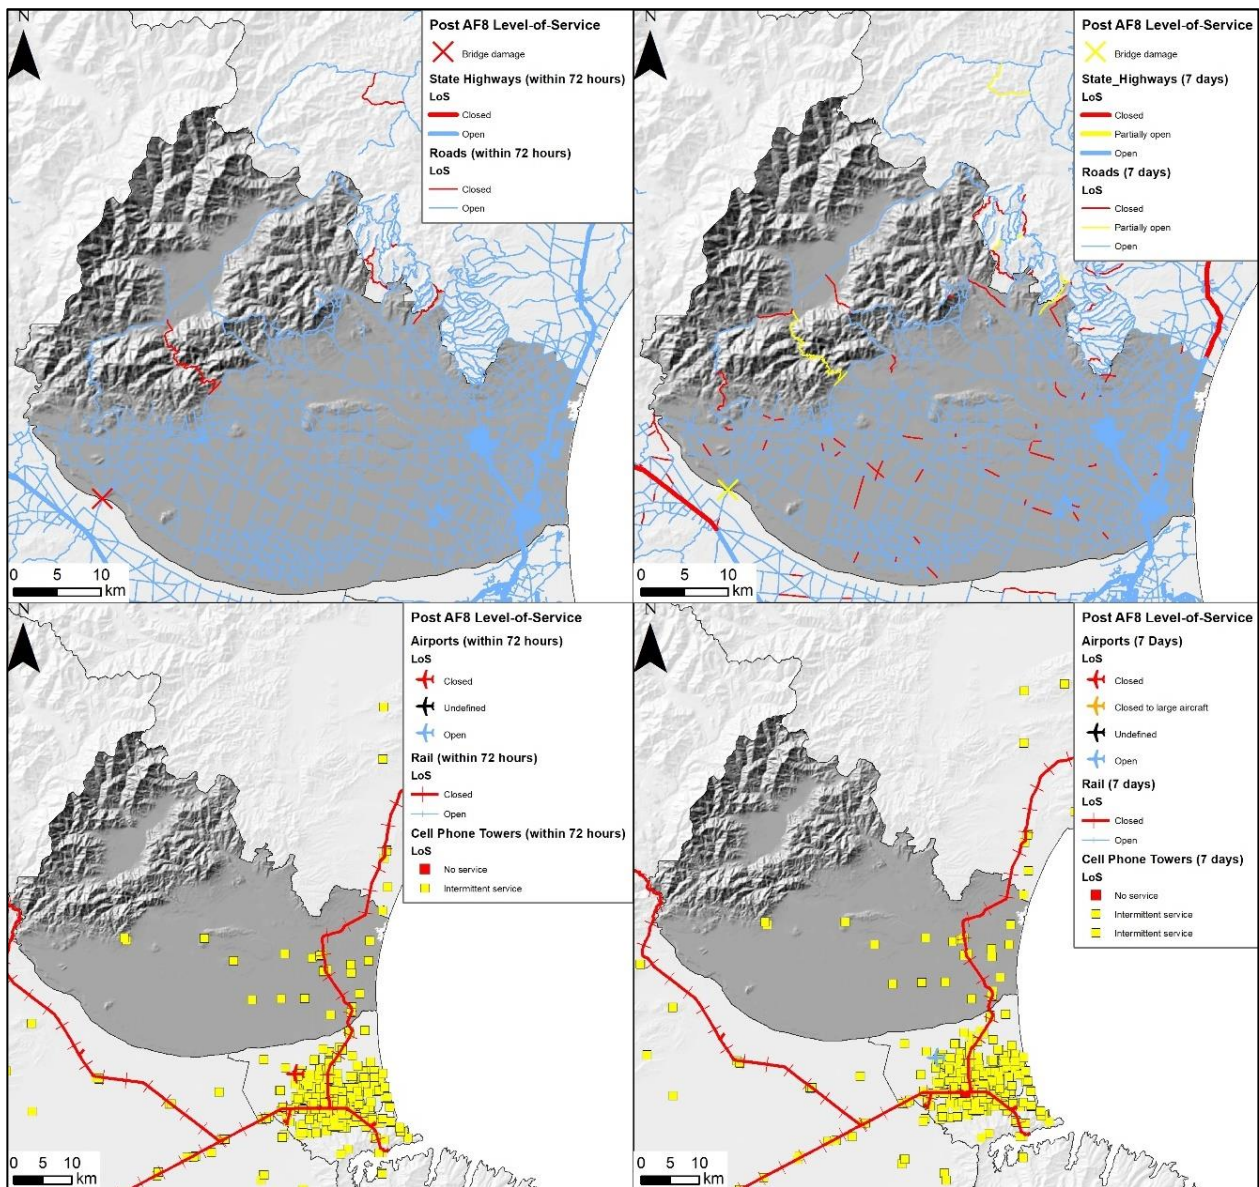 N
Post AF8 Level-of-Service
Bridge damage
State Highways (within 72 hours)
LoS
Closed
Open
Roads (within 72 hours)
LoS
Closed
Open
0 5 10
km
N
Post AF8 Level-of-Service
Bridge damage
State_Highways (7 days)
LoS
Closed
Partially open
Open
Roads (7 days)
LoS
Closed
Partially open
Open
0 5 10
km
N
Post AF8 Level-of-Service
Airports (within 72 hours)
LoS
Closed
Undefined
Open
Rail (within 72 hours)
LoS
Closed
Open
Cell Phone Towers (within 72 hours)
LoS
No service
Intermittent service
0 5 10
km
N
Post AF8 Level-of-Service
Airports (7 Days)
LoS
Closed
Closed to large aircraft
Undefined
Open
Rail (7 days)
LoS
Closed
Open
Cell Phone Towers (7 days)
LoS
No service
Intermittent service
Intermittent service
0 5 10
km